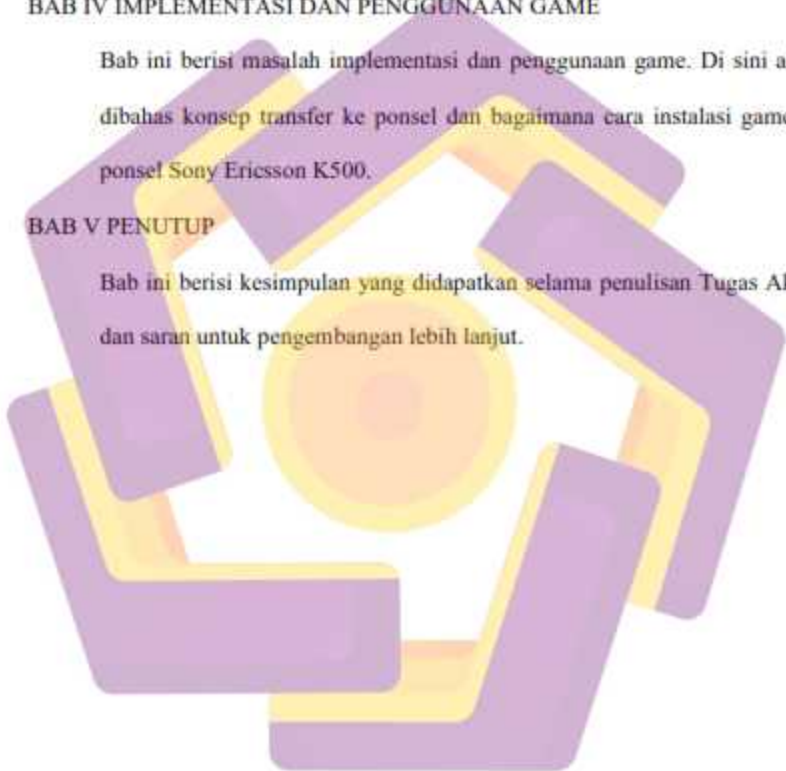 BAB IV IMPLEMENTASI DAN PENGGUNAAN GAME
Bab ini berisi masalah implementasi dan penggunaan game. Di sini a
dibahas konsep transfer ke ponsel dan bagaimana cara instalasi game
ponsel Sony Ericsson K500.
BAB V PENUTUP
Bab ini berisi kesimpulan yang didapatkan selama penulisan Tugas Al
dan saran untuk pengembangan lebih lanjut.